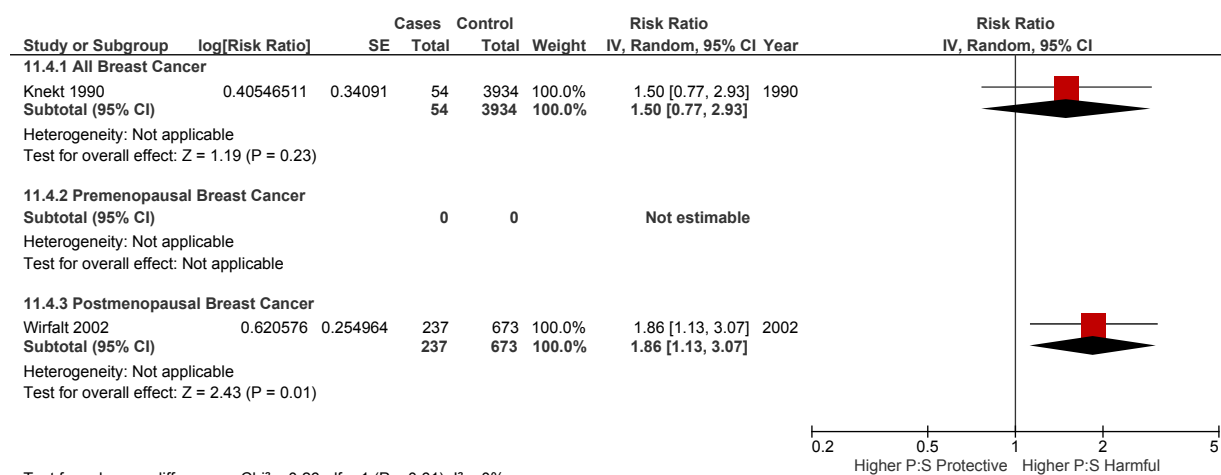 Cases Control Risk Ratio Risk Ratio
Study or Subgroup log[Risk Ratio] SE Total Total Weight IV, Random, 95% CI Year IV, Random, 95% CI
11.4.1 All Breast Cancer
Knekt 1990 0.40546511 0.34091 54 3934 100.0% 1.50 [0.77, 2.93] 1990
Subtotal (95% CI) 54 3934 100.0% 1.50 [0.77, 2.93]
Heterogeneity: Not applicable
Test for overall effect: Z = 1.19 (P = 0.23)
11.4.2 Premenopausal Breast Cancer
Subtotal (95% CI) 0 0 Not estimable
Heterogeneity: Not applicable
Test for overall effect: Not applicable
11.4.3 Postmenopausal Breast Cancer
Wirfalt 2002 0.620576 0.254964 237 673 100.0% 1.86 [1.13, 3.07] 2002
Subtotal (95% CI) 237 673 100.0% 1.86 [1.13, 3.07]
Heterogeneity: Not applicable
Test for overall effect: Z = 2.43 (P = 0.01)
0.2 0.5 1 2 5
Higher P:S Protective Higher P:S Harmful